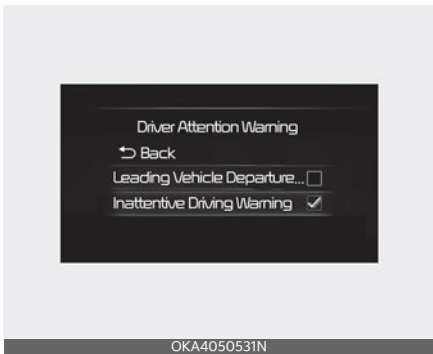 Driver Attention Warning
Back
Leading Vehicle Departure...
Inattentive Driving Warning
OKA4050531N